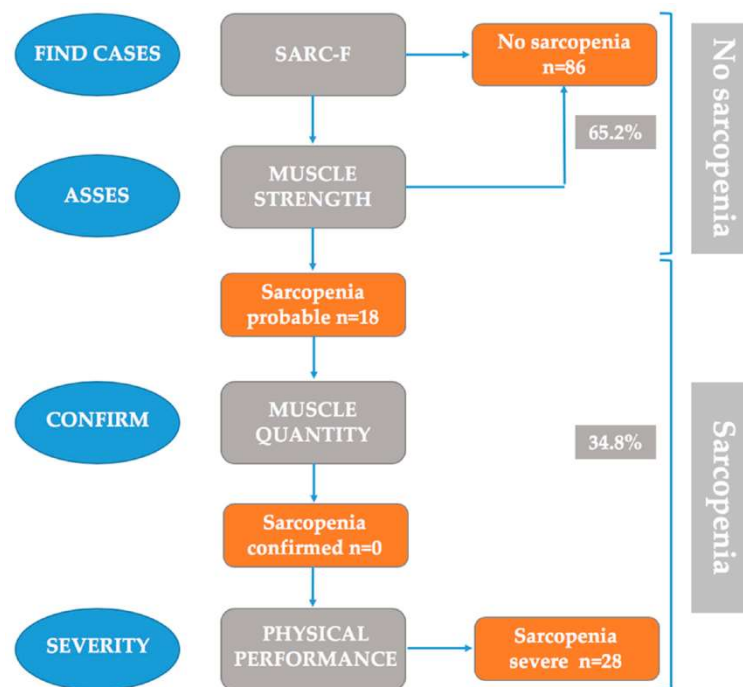 FIND CASES
SARC-F
No sarcopenia
n=86
65.2%
No sarcopenia
ASSES
MUSCLE
STRENGTH
Sarcopenia
probable n=18
CONFIRM
MUSCLE
QUANTITY
34.8%
Sarcopenia
Sarcopenia
confirmed n=0
SEVERITY
PHYSICAL
PERFORMANCE
Sarcopenia
severe n=28